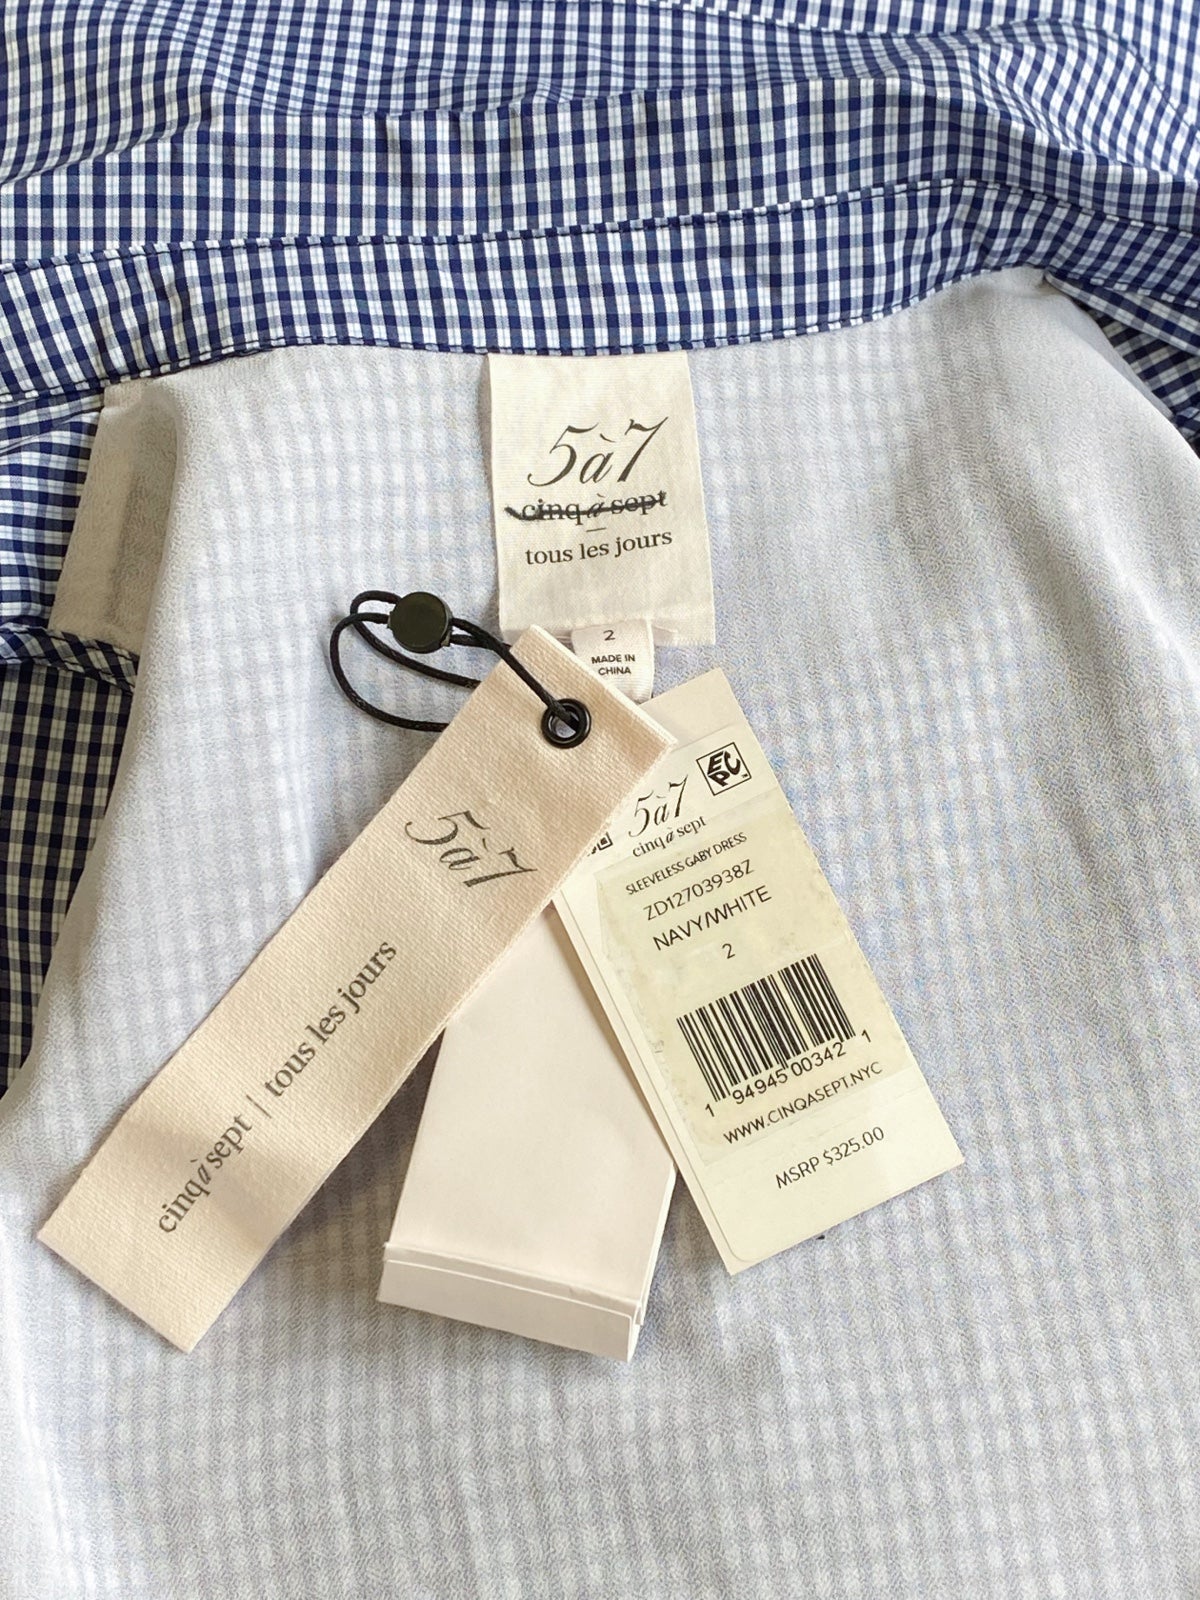 5à7
cinq à sept
tous les jours
2
MADE IN
CHINA
5à7
cinq à sept | tous les jours
EPC
5à7
cinq à sept
SLEEVELESS GABY DRESS
ZD12703938Z
NAVY/WHITE
2
1 94945 00342 1
WWW.CINQASEPT.NYC
MSRP $325.00